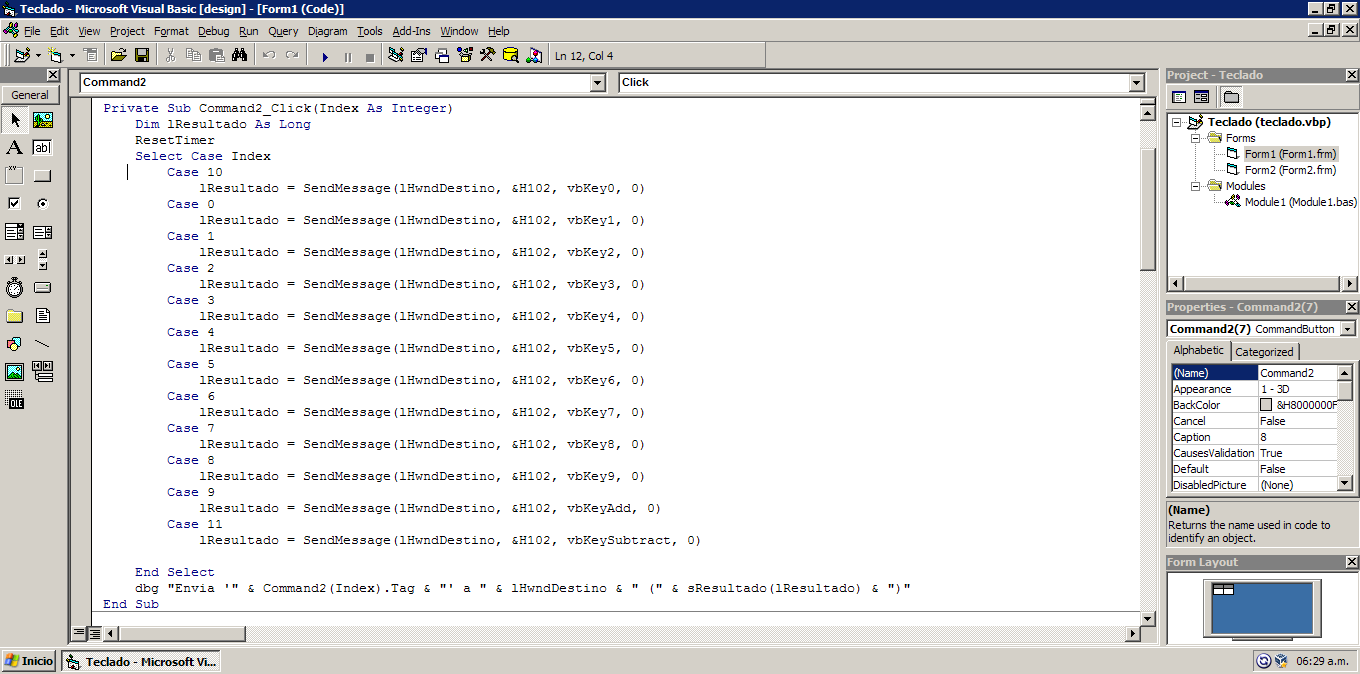 Teclado - Microsoft Visual Basic [design] - [Form1 (Code)]
File Edit View Project Format Debug Run Query Diagram Tools Add-Ins Window Help
Ln 12, Col 4
General
A
ab|
xy
OLE
Command2
Click
Private Sub Command2_Click(Index As Integer)
Dim lResultado As Long
ResetTimer
Select Case Index
Case 10
lResultado = SendMessage(lHwndDestino, &H102, vbKey0, 0)
Case 0
lResultado = SendMessage(lHwndDestino, &H102, vbKey1, 0)
Case 1
lResultado = SendMessage(lHwndDestino, &H102, vbKey2, 0)
Case 2
lResultado = SendMessage(lHwndDestino, &H102, vbKey3, 0)
Case 3
lResultado = SendMessage(lHwndDestino, &H102, vbKey4, 0)
Case 4
lResultado = SendMessage(lHwndDestino, &H102, vbKey5, 0)
Case 5
lResultado = SendMessage(lHwndDestino, &H102, vbKey6, 0)
Case 6
lResultado = SendMessage(lHwndDestino, &H102, vbKey7, 0)
Case 7
lResultado = SendMessage(lHwndDestino, &H102, vbKey8, 0)
Case 8
lResultado = SendMessage(lHwndDestino, &H102, vbKey9, 0)
Case 9
lResultado = SendMessage(lHwndDestino, &H102, vbKeyAdd, 0)
Case 11
lResultado = SendMessage(lHwndDestino, &H102, vbKeySubtract, 0)
End Select
dbg "Envia '" & Command2(Index).Tag & "' a " & lHwndDestino & " (" & sResultado(lResultado) & ")"
End Sub
Project - Teclado
Teclado (teclado.vbp)
Forms
Form1 (Form1.frm)
Form2 (Form2.frm)
Modules
Module1 (Module1.bas)
Properties - Command2(7)
Command2(7) CommandButton
Alphabetic Categorized
(Name) Command2
Appearance 1 - 3D
BackColor &H8000000F
Cancel False
Caption 8
CausesValidation True
Default False
DisabledPicture (None)
(Name)
Returns the name used in code to
identify an object.
Form Layout
Inicio
Teclado - Microsoft Vi...
06:29 a.m.